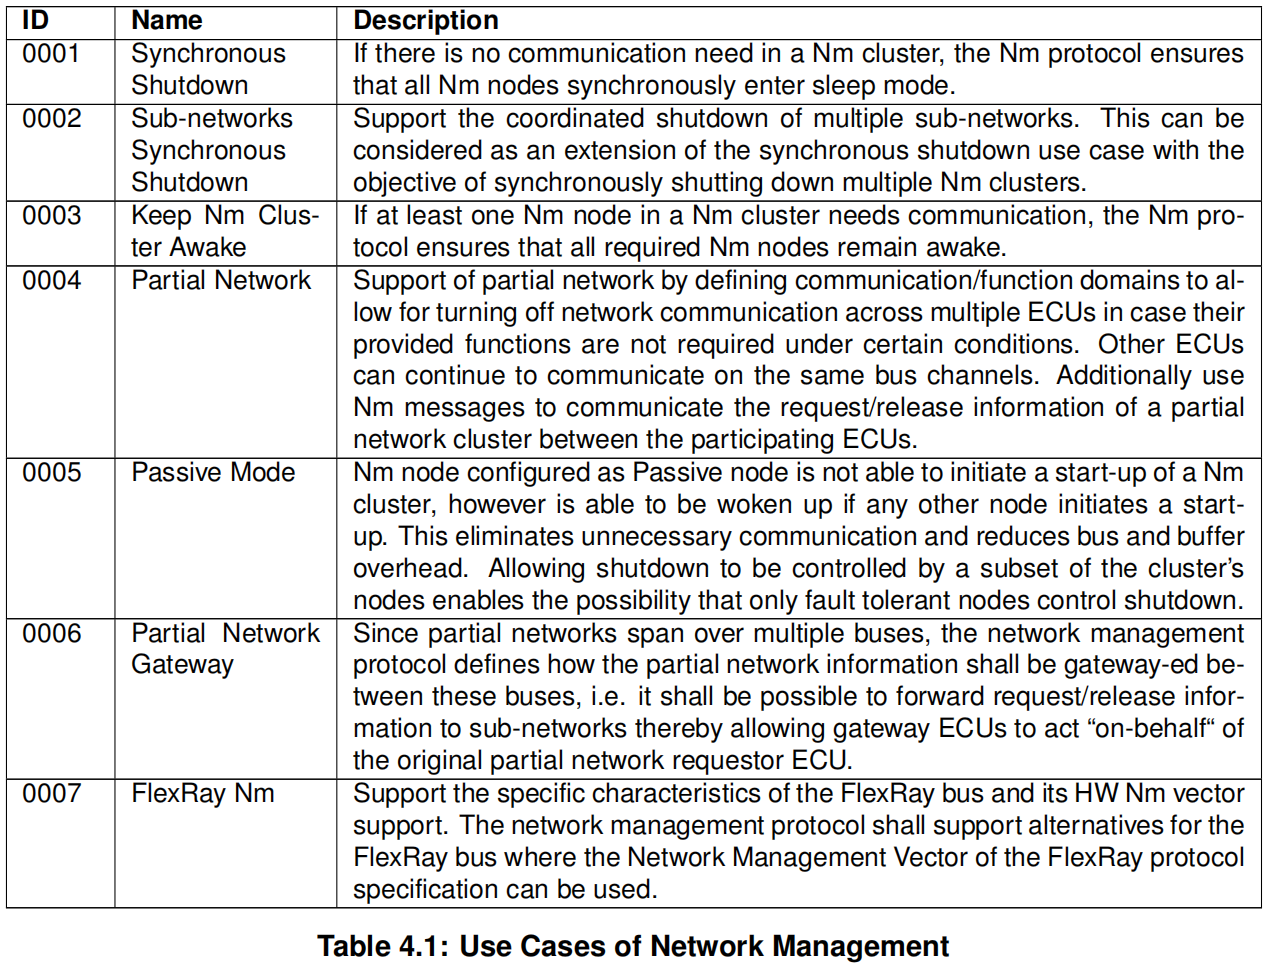 ID Name Description
0001 Synchronous If there is no communication need in a Nm cluster, the Nm protocol ensures
Shutdown that all Nm nodes synchronously enter sleep mode.
0002 Sub-networks Support the coordinated shutdown of multiple sub-networks. This can be
Synchronous considered as an extension of the synchronous shutdown use case with the
Shutdown objective of synchronously shutting down multiple Nm clusters.
0003 Keep Nm Clus- If at least one Nm node in a Nm cluster needs communication, the Nm pro-
ter Awake tocol ensures that all required Nm nodes remain awake.
0004 Partial Network Support of partial network by defining communication/function domains to al-
low for turning off network communication across multiple ECUs in case their
provided functions are not required under certain conditions. Other ECUs
can continue to communicate on the same bus channels. Additionally use
Nm messages to communicate the request/release information of a partial
network cluster between the participating ECUs.
0005 Passive Mode Nm node configured as Passive node is not able to initiate a start-up of a Nm
cluster, however is able to be woken up if any other node initiates a start-
up. This eliminates unnecessary communication and reduces bus and buffer
overhead. Allowing shutdown to be controlled by a subset of the cluster's
nodes enables the possibility that only fault tolerant nodes control shutdown.
0006 Partial Network Since partial networks span over multiple buses, the network management
Gateway protocol defines how the partial network information shall be gateway-ed be-
tween these buses, i.e. it shall be possible to forward request/release infor-
mation to sub-networks thereby allowing gateway ECUs to act “on-behalf“ of
the original partial network requestor ECU.
0007 FlexRay Nm Support the specific characteristics of the FlexRay bus and its HW Nm vector
support. The network management protocol shall support alternatives for the
FlexRay bus where the Network Management Vector of the FlexRay protocol
specification can be used.
Table 4.1: Use Cases of Network Management